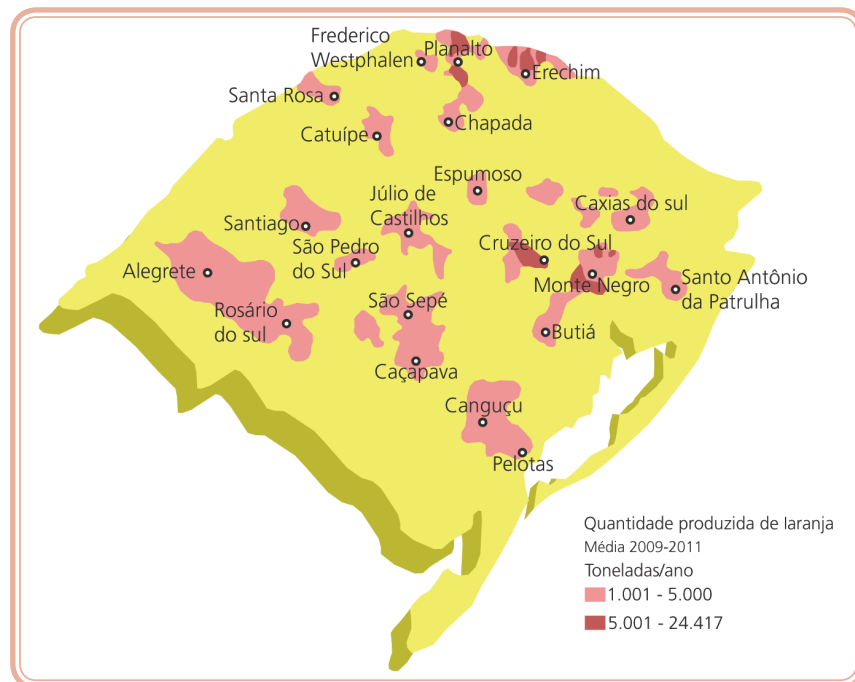 Frederico
Westphalen
Planalto
Erechim
Santa Rosa
Chapada
Catuípe
Espumoso
Júlio de
Castilhos
Caxias do sul
Santiago
São Pedro
do Sul
Cruzeiro do Sul
Alegrete
Monte Negro
Santo Antônio
da Patrulha
São Sepé
Rosário
do sul
Butiá
Caçapava
Canguçu
Pelotas
Quantidade produzida de laranja
Média 2009-2011
Toneladas/ano
1.001 - 5.000
5.001 - 24.417